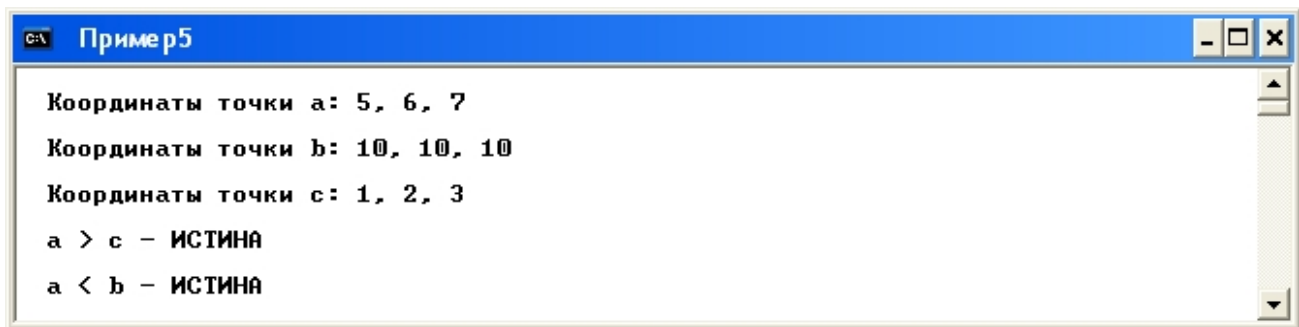 Пример5
Координаты точки a: 5, 6, 7
Координаты точки b: 10, 10, 10
Координаты точки c: 1, 2, 3
a > c – ИСТИНА
a < b – ИСТИНА